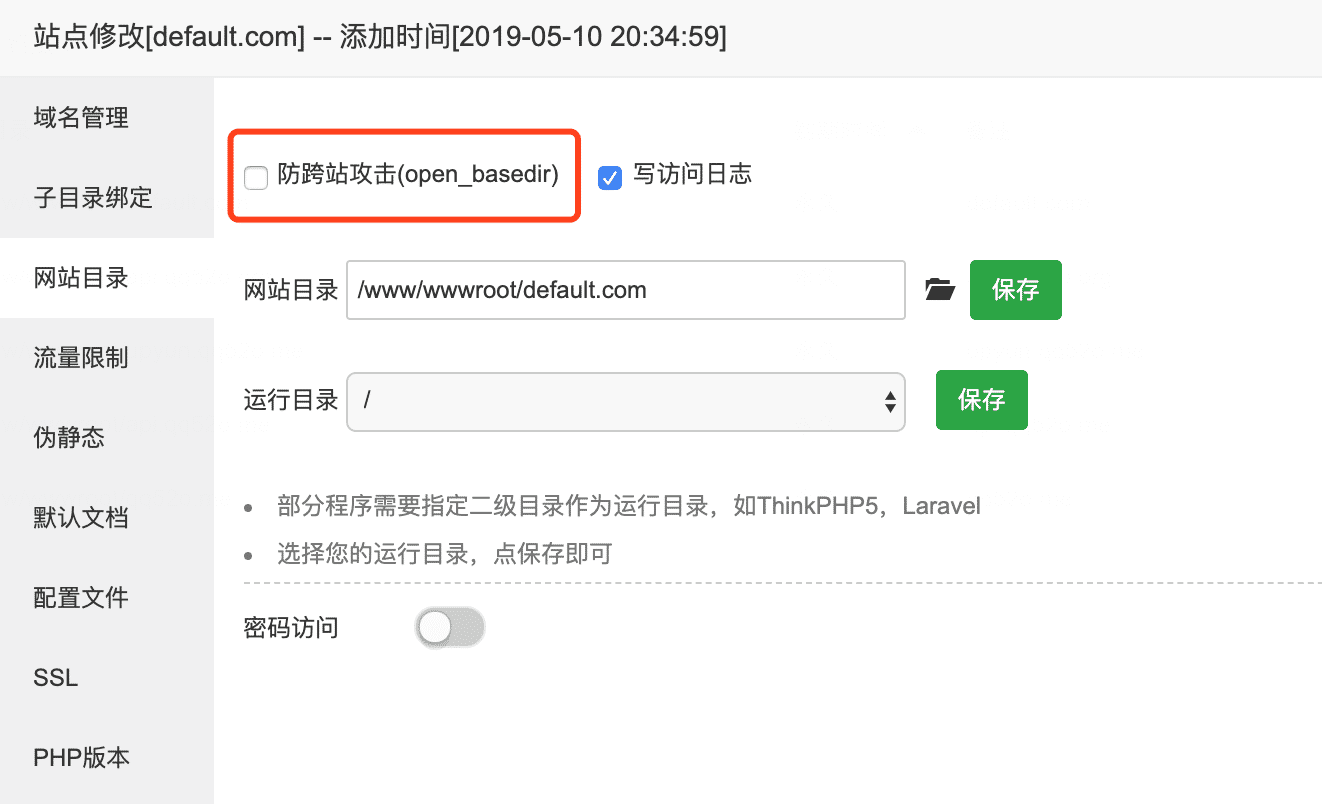 站点修改[default.com] -- 添加时间[2019-05-10 20:34:59]
域名管理
子目录绑定
网站目录
流量限制
伪静态
默认文档
配置文件
SSL
PHP版本
防跨站攻击(open_basedir) 写访问日志
网站目录 /www/wwwroot/default.com 保存
运行目录 / 保存
部分程序需要指定二级目录作为运行目录，如ThinkPHP5，Laravel
选择您的运行目录，点保存即可
密码访问